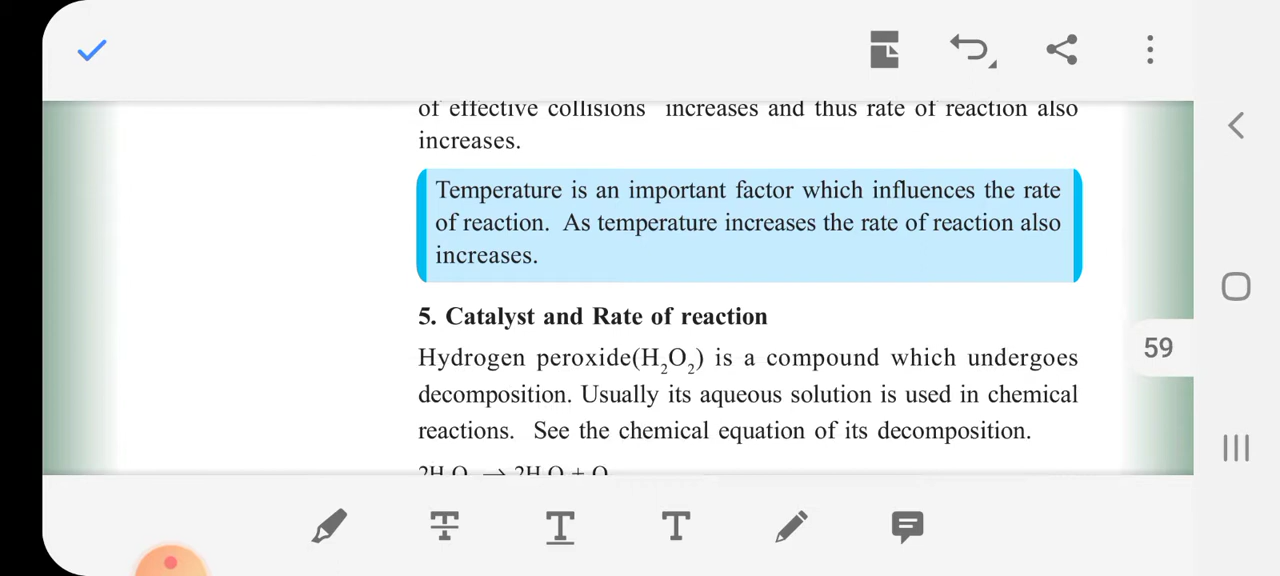 of effective collisions increases and thus rate of reaction also
increases.
Temperature is an important factor which influences the rate
of reaction. As temperature increases the rate of reaction also
increases.
5. Catalyst and Rate of reaction
Hydrogen peroxide(H₂O₂) is a compound which undergoes
decomposition. Usually its aqueous solution is used in chemical
reactions. See the chemical equation of its decomposition.
59
T
T
T